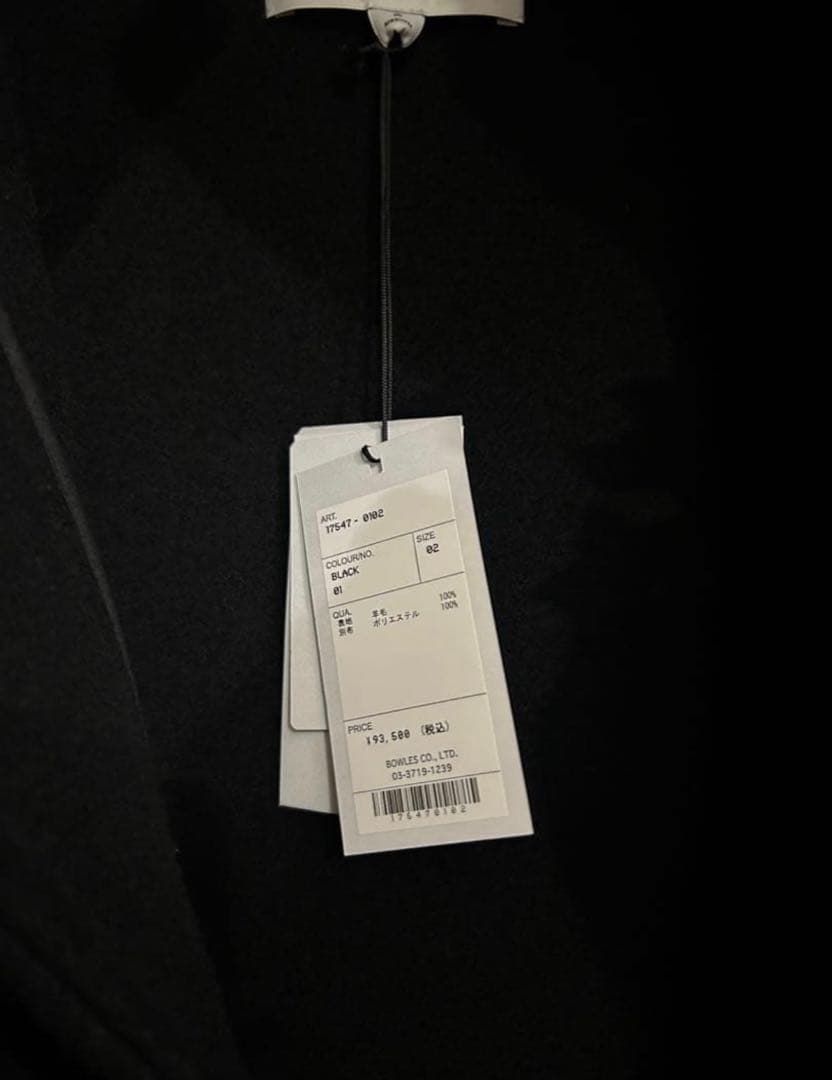 ART.
17547- 0102
COLOUR/NO. SIZE
BLACK 02
01
QUA.
表地 羊毛 100%
別布 ポリエステル 100%
PRICE
¥93,500 (税込)
BOWLES CO., LTD.
03-3719-1239
175470102